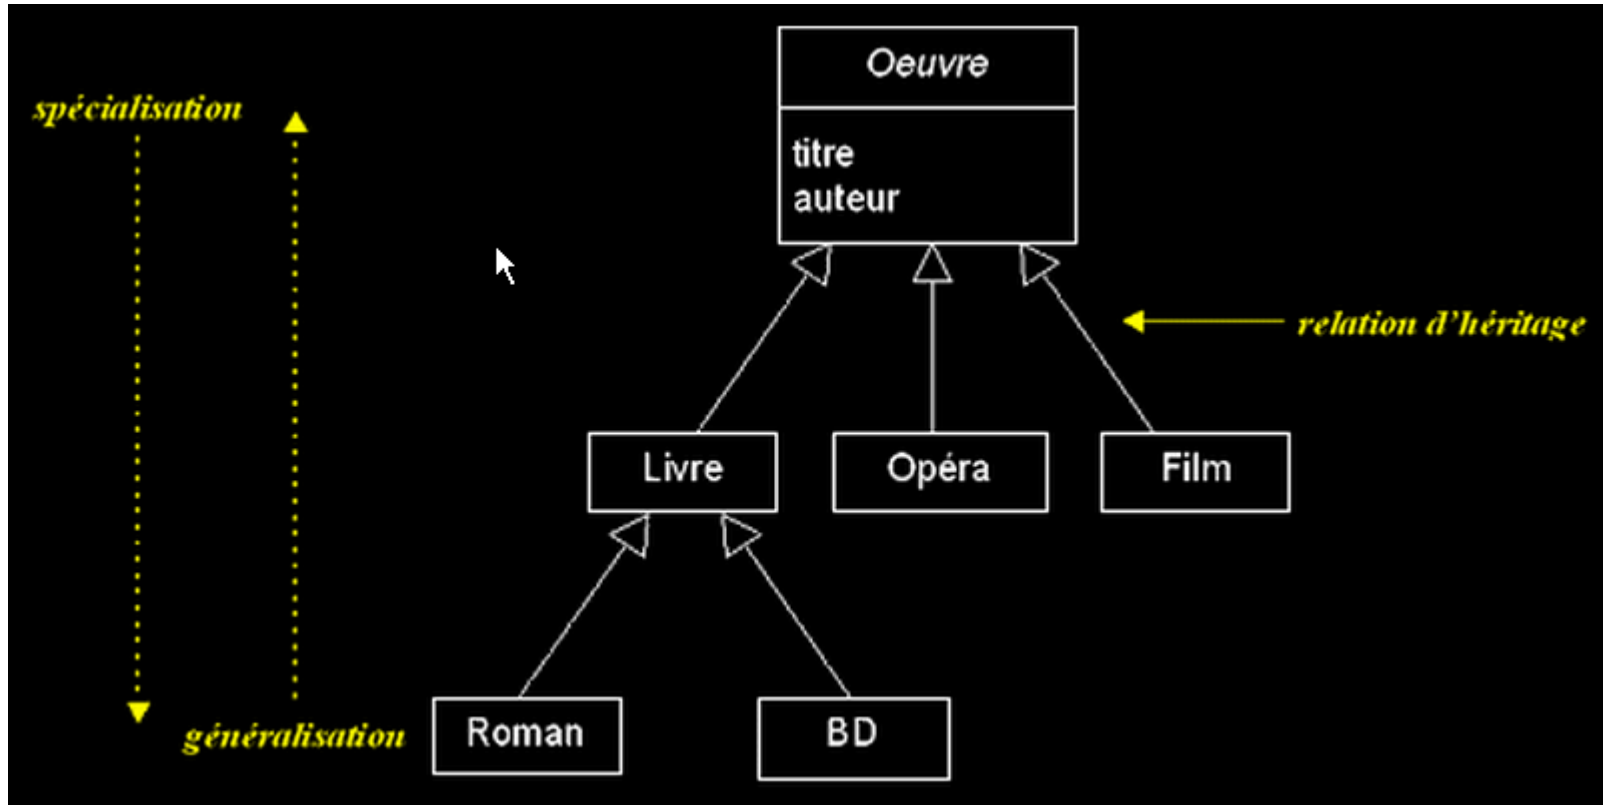 Oeuvre
spécialisation
titre
auteur
relation d'héritage
Livre
Opéra
Film
Roman
BD
généralisation